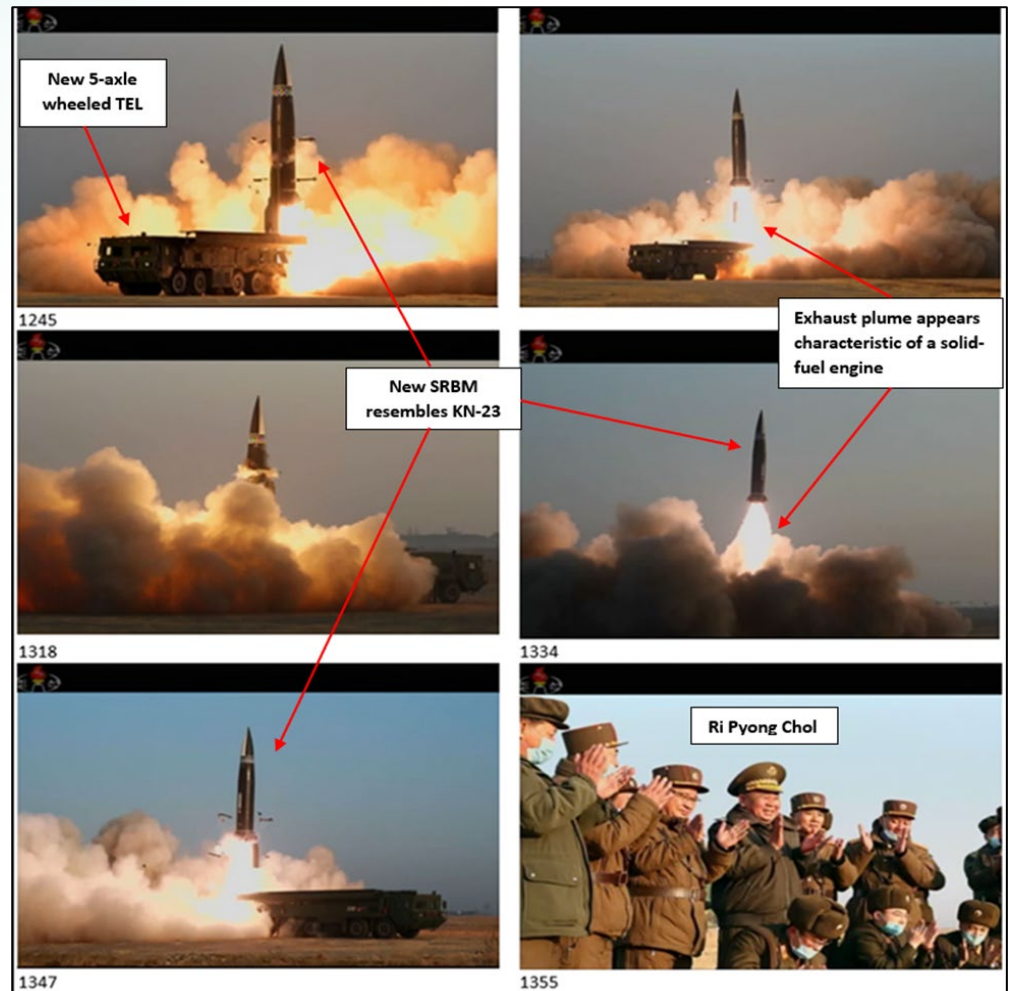 New 5-axle
wheeled TEL
1245
Exhaust plume appears
characteristic of a solid-
fuel engine
New SRBM
resembles KN-23
1318
1334
Ri Pyong Chol
1347
1355